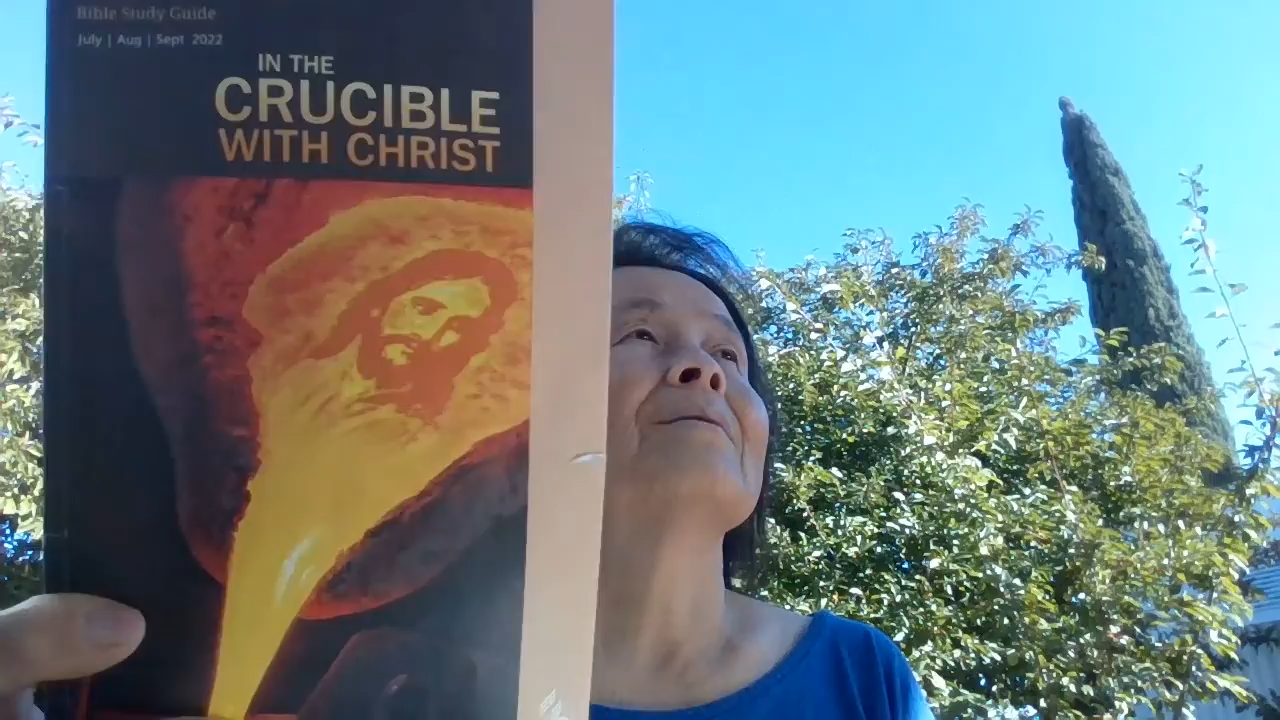 Bible Study Guide
July | Aug | Sept 2022
IN THE
CRUCIBLE
WITH CHRIST